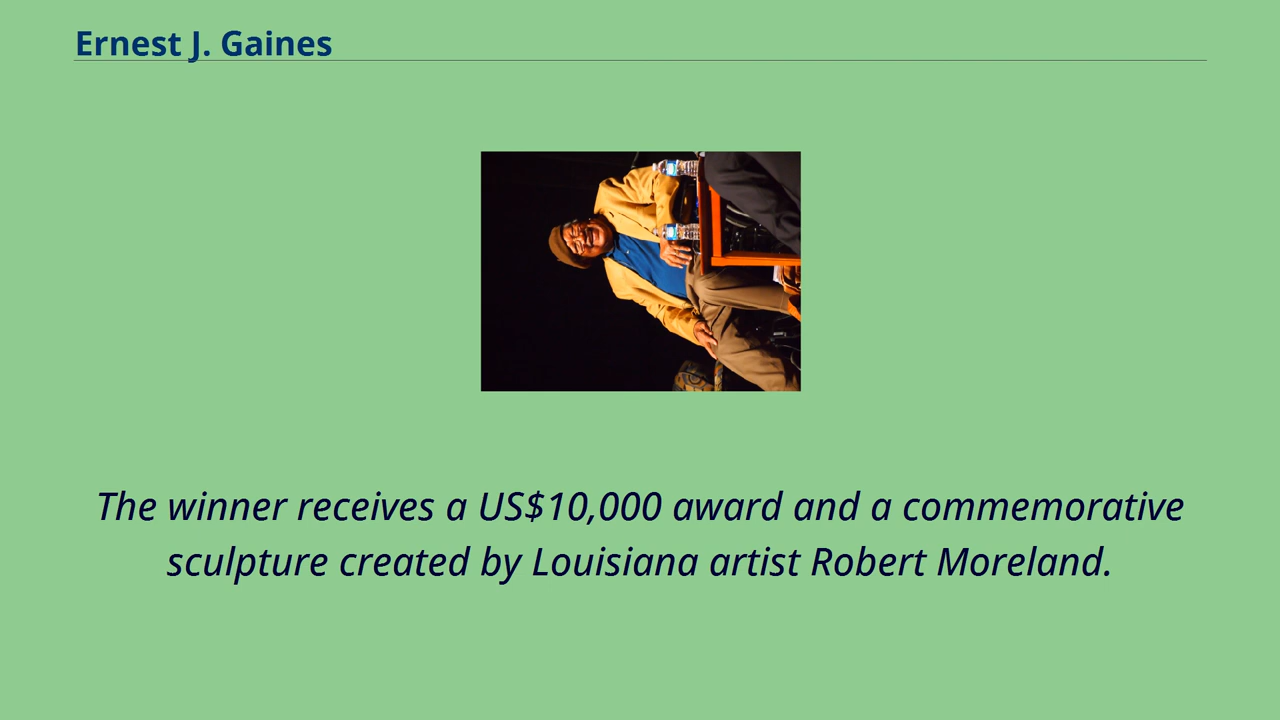 Ernest J. Gaines
The winner receives a US$10,000 award and a commemorative
sculpture created by Louisiana artist Robert Moreland.